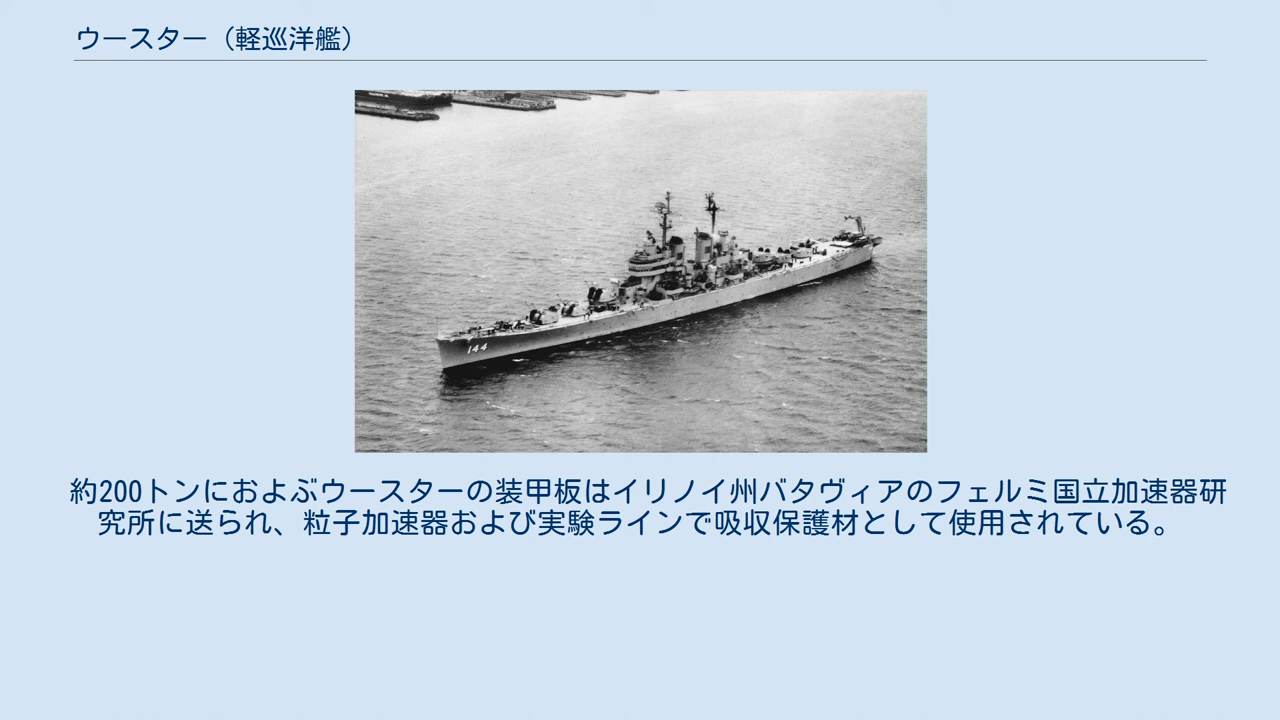 ウースター（軽巡洋艦）
144
約200トンにおよぶウースターの装甲板はイリノイ州バタヴィアのフェルミ国立加速器研
究所に送られ、粒子加速器および実験ラインで吸収保護材として使用されている。